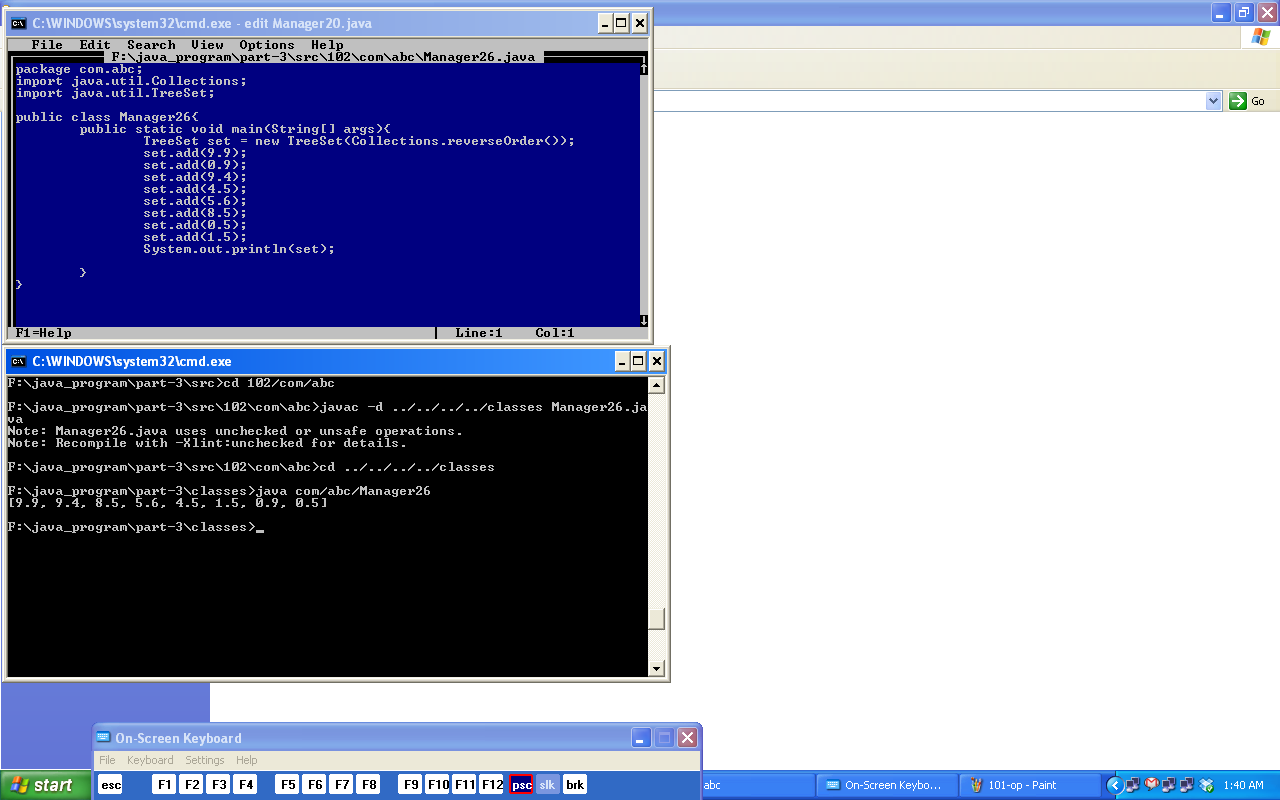 C:\WINDOWS\system32\cmd.exe - edit Manager20.java
File Edit Search View Options Help
F:\java_program\part-3\src\102\com\abc\Manager26.java
package com.abc;
import java.util.Collections;
import java.util.TreeSet;
public class Manager26{
public static void main(String[] args){
TreeSet set = new TreeSet(Collections.reverseOrder());
set.add(9.9);
set.add(0.9);
set.add(9.4);
set.add(4.5);
set.add(5.6);
set.add(8.5);
set.add(0.5);
set.add(1.5);
System.out.println(set);
}
}
F1=Help Line:1 Col:1
Go
C:\WINDOWS\system32\cmd.exe
F:\java_program\part-3\src>cd 102/com/abc
F:\java_program\part-3\src\102\com\abc>javac -d ../../../../classes Manager26.ja
va
Note: Manager26.java uses unchecked or unsafe operations.
Note: Recompile with -Xlint:unchecked for details.
F:\java_program\part-3\src\102\com\abc>cd ../../../../classes
F:\java_program\part-3\classes>java com/abc/Manager26
[9.9, 9.4, 8.5, 5.6, 4.5, 1.5, 0.9, 0.5]
F:\java_program\part-3\classes>_
On-Screen Keyboard
File Keyboard Settings Help
esc F1 F2 F3 F4 F5 F6 F7 F8 F9 F10 F11 F12 psc slk brk
start abc On-Screen Keybo... 101-op - Paint 1:40 AM